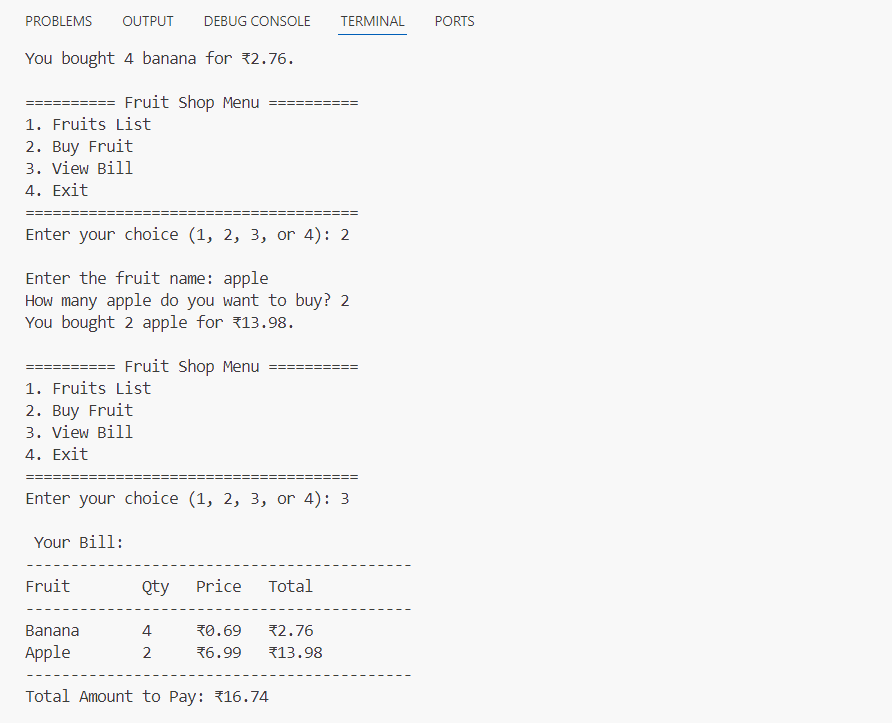 PROBLEMS OUTPUT DEBUG CONSOLE TERMINAL PORTS
You bought 4 banana for ₹2.76.
========== Fruit Shop Menu ==========
1. Fruits List
2. Buy Fruit
3. View Bill
4. Exit
=====================================
Enter your choice (1, 2, 3, or 4): 2
Enter the fruit name: apple
How many apple do you want to buy? 2
You bought 2 apple for ₹13.98.
========== Fruit Shop Menu ==========
1. Fruits List
2. Buy Fruit
3. View Bill
4. Exit
=====================================
Enter your choice (1, 2, 3, or 4): 3
Your Bill:
-------------------------------------------
Fruit Qty Price Total
-------------------------------------------
Banana 4 ₹0.69 ₹2.76
Apple 2 ₹6.99 ₹13.98
-------------------------------------------
Total Amount to Pay: ₹16.74